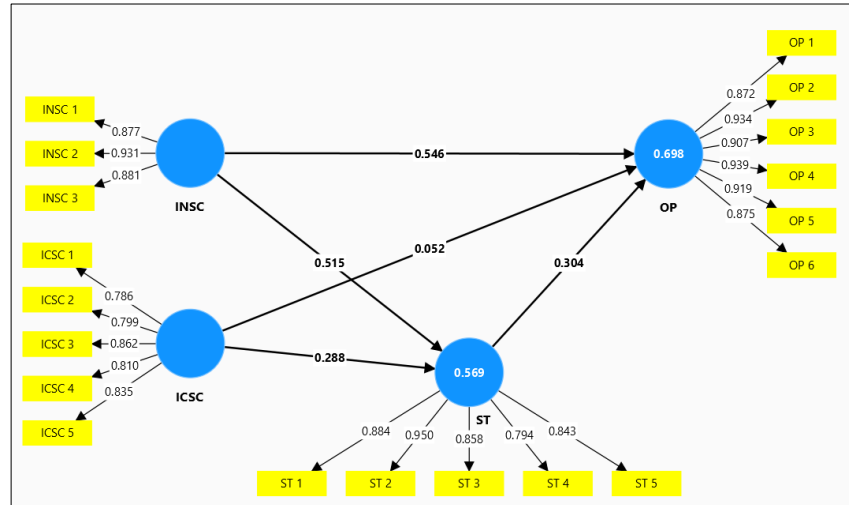 OP 1
OP 2
OP 3
OP 4
OP 5
OP 6
0.872
0.934
0.907
0.939
0.919
0.875
0.698
OP
INSC 1
INSC 2
INSC 3
0.877
0.931
0.881
INSC
0.546
0.515
0.052
0.304
ICSC 1
ICSC 2
ICSC 3
ICSC 4
ICSC 5
0.786
0.799
0.862
0.810
0.835
ICSC
0.288
0.569
ST
0.884
0.950
0.858
0.794
0.843
ST 1
ST 2
ST 3
ST 4
ST 5